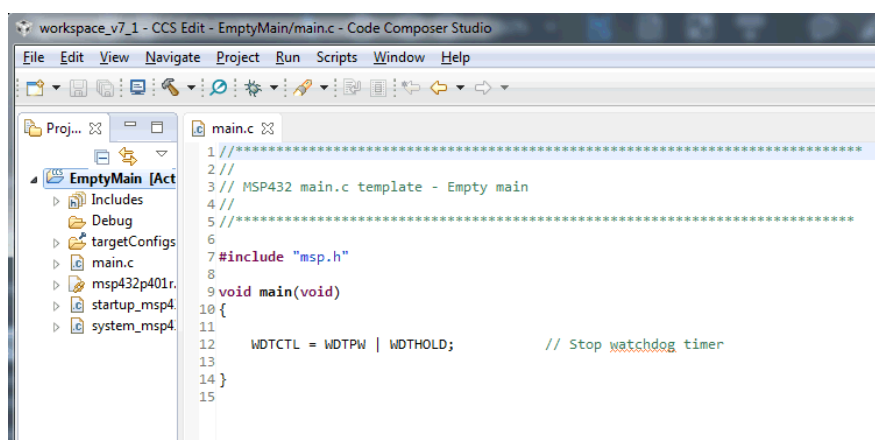 workspace_v7_1 - CCS Edit - EmptyMain/main.c - Code Composer Studio
File Edit View Navigate Project Run Scripts Window Help
Proj...
main.c
EmptyMain [Act
Includes
Debug
targetConfigs
main.c
msp432p401r.
startup_msp4
system_msp4
1 //*****************************************************************************
2 //
3 // MSP432 main.c template - Empty main
4 //
5 //****************************************************************************
6
7 #include "msp.h"
8
9 void main(void)
10 {
11
12     WDTCTL = WDTPW | WDTHOLD;           // Stop watchdog timer
13
14 }
15